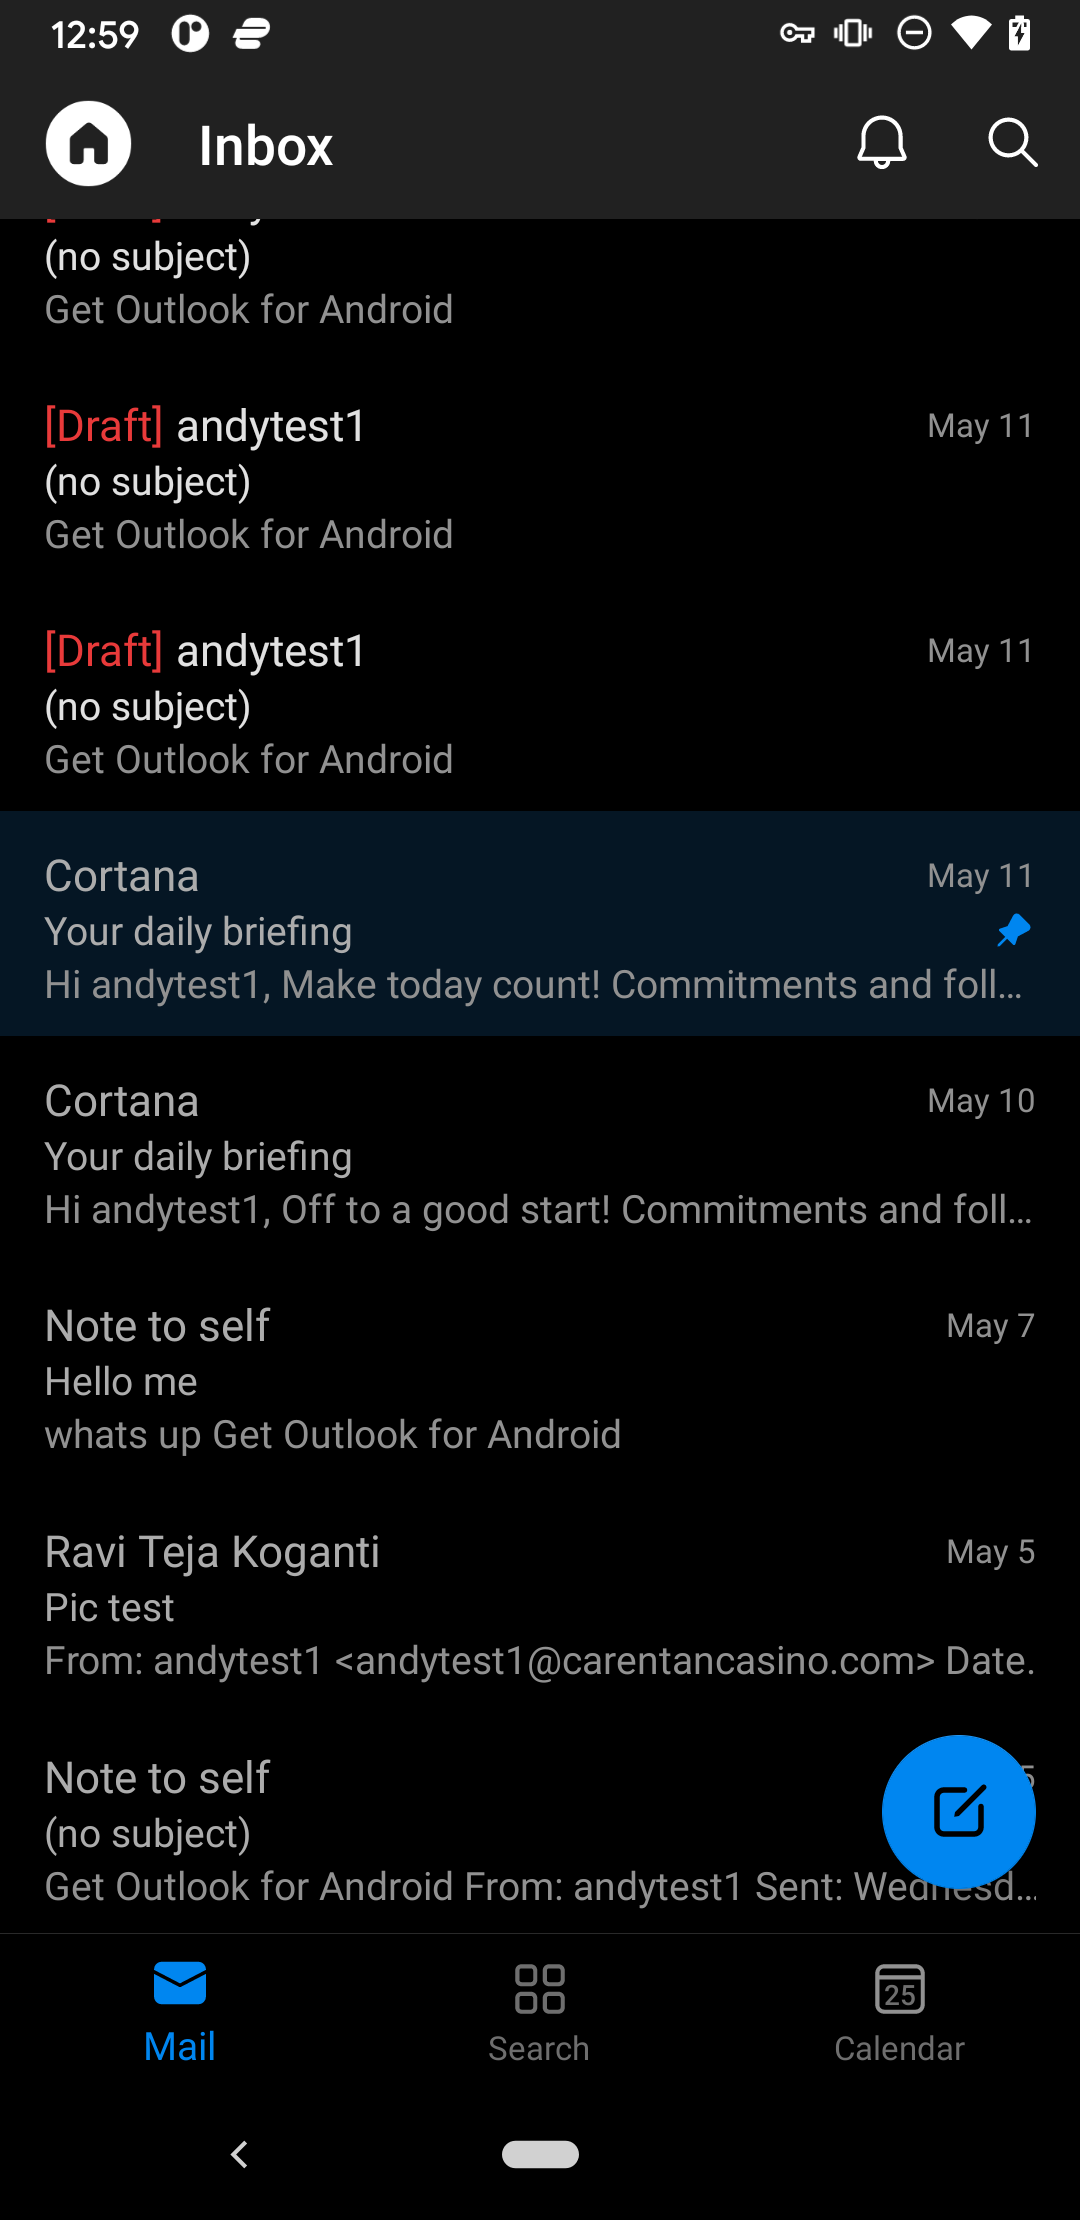 12:59
Inbox
(no subject)
Get Outlook for Android
[Draft] andytest1 May 11
(no subject)
Get Outlook for Android
[Draft] andytest1 May 11
(no subject)
Get Outlook for Android
Cortana May 11
Your daily briefing
Hi andytest1, Make today count! Commitments and foll...
Cortana May 10
Your daily briefing
Hi andytest1, Off to a good start! Commitments and foll...
Note to self May 7
Hello me
whats up Get Outlook for Android
Ravi Teja Koganti May 5
Pic test
From: andytest1 <andytest1@carentancasino.com> Date.
Note to self
(no subject)
Get Outlook for Android From: andytest1 Sent: Wednesd...
Mail
Search
25
Calendar